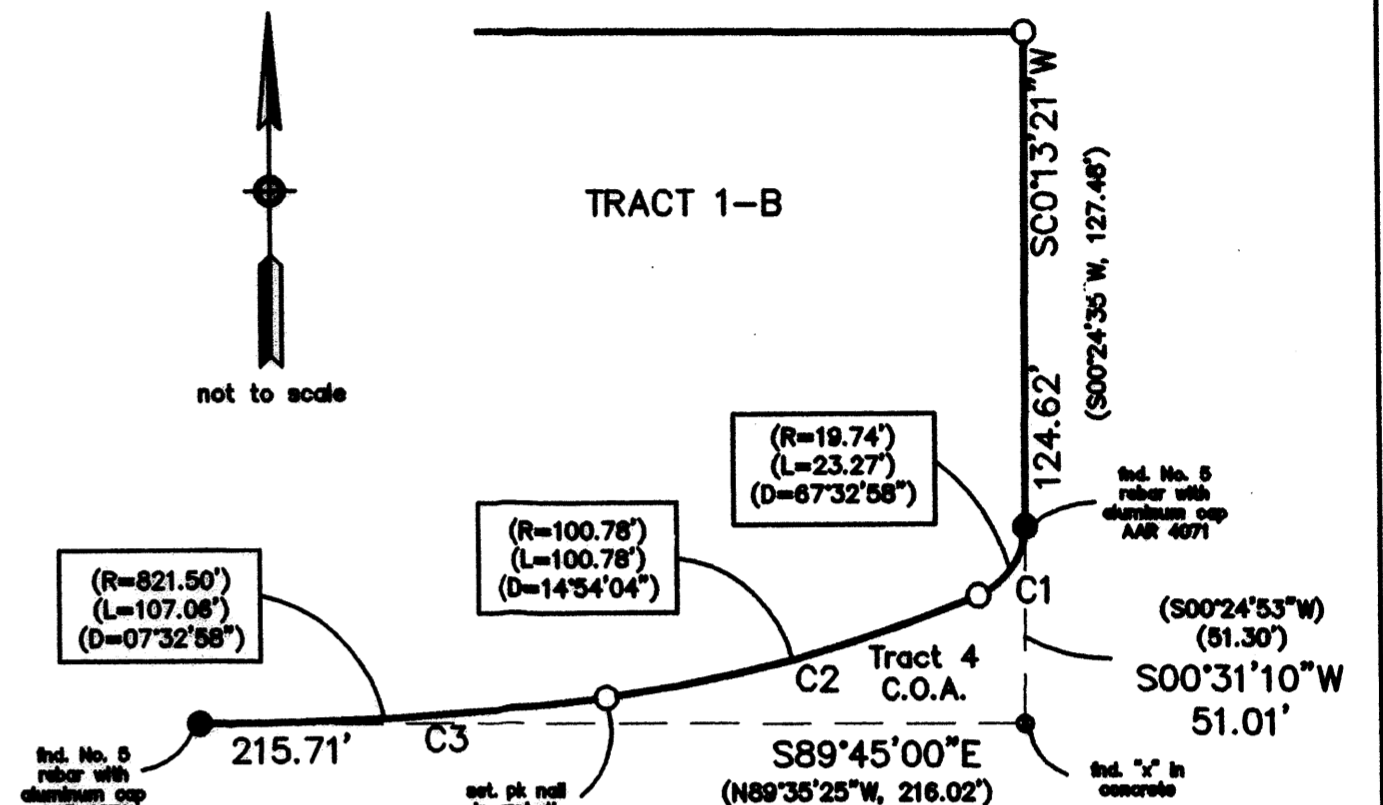 SC0°13'21"W
(S00°24'35"W, 127.48')
TRACT 1-B
not to scale
124.62'
(R=19.74')
(L=23.27')
(D=67°32'58")
fnd. No. 5
rebar with
aluminum cap
AAR 4071
(R=100.78')
(L=100.78')
(D=14°54'04")
(R=821.50')
(L=107.06')
(D=07°32'58")
C1
(S00°24'53"W)
(51.30')
S00°31'10"W
51.01'
Tract 4
C.O.A.
C2
C3
215.71'
S89°45'00"E
(N89°35'25"W, 216.02')
fnd. No. 5
rebar with
aluminum cap
set. pk nail
fnd. "x" in
concrete